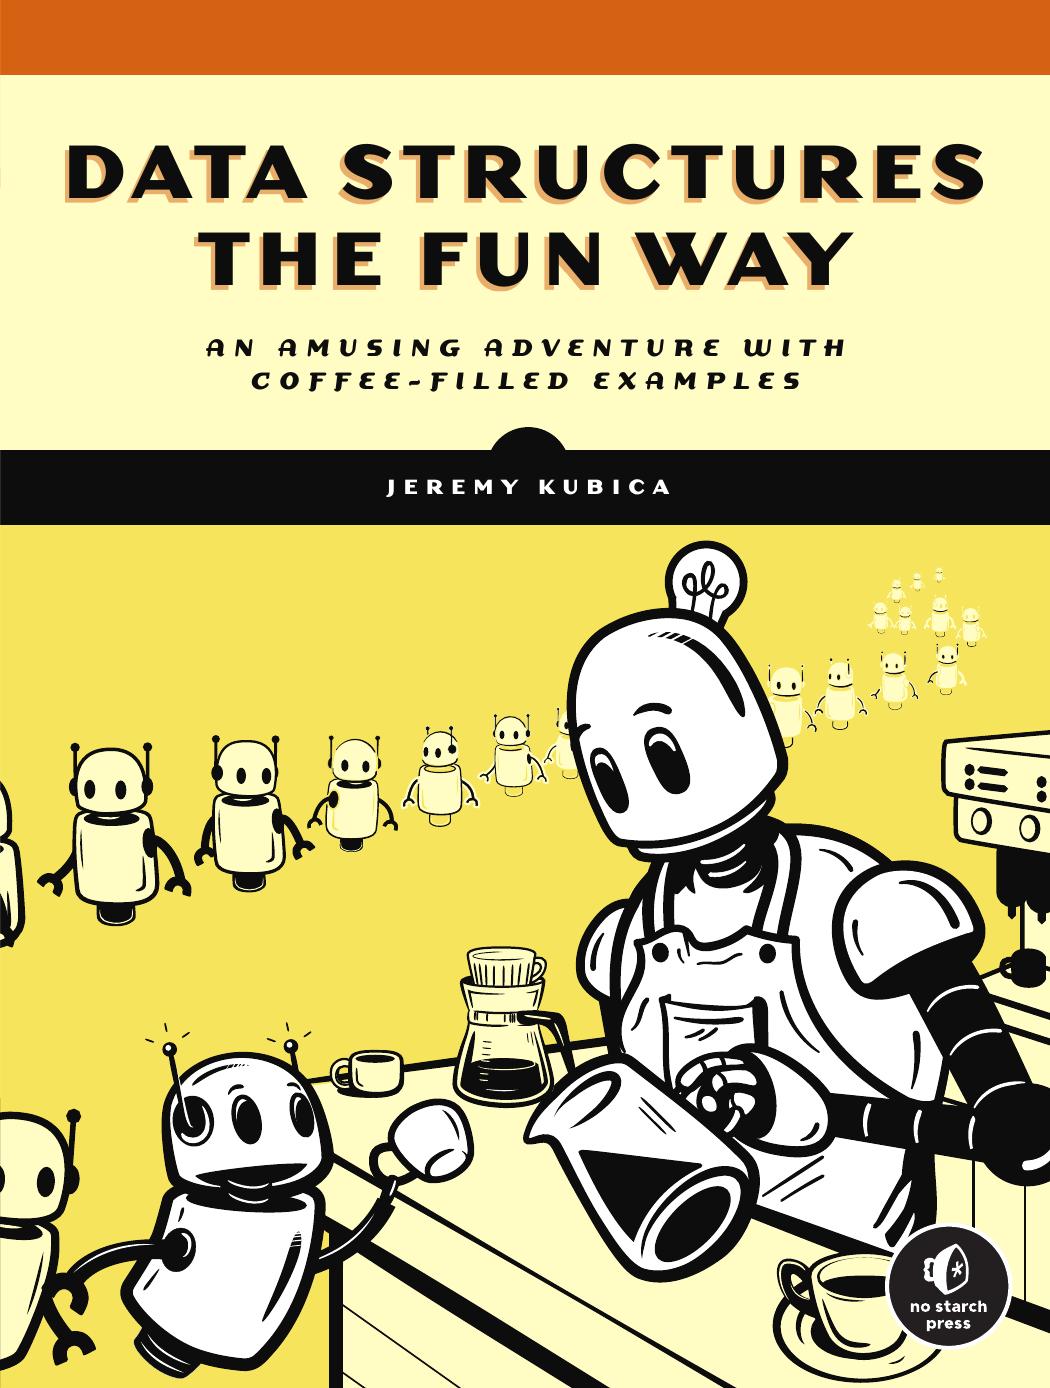 DATA STRUCTURES
THE FUN WAY
AN AMUSING ADVENTURE WITH
COFFEE-FILLED EXAMPLES
JEREMY KUBICA
no starch
press